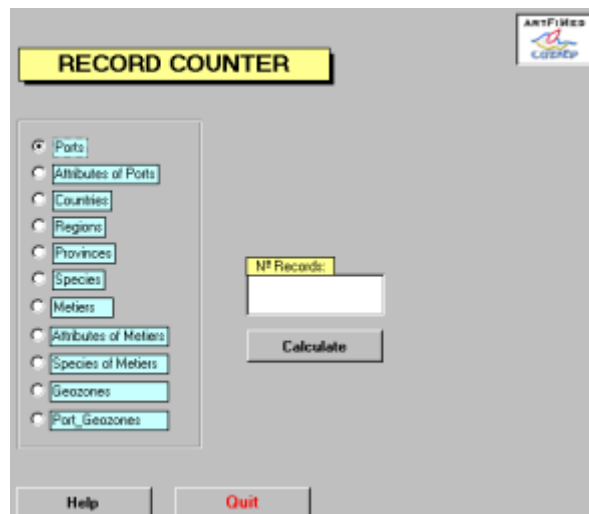 ARTFIMED
COPEMED
RECORD COUNTER
Ports
Attributes of Ports
Countries
Regions
Provinces
Species
Metiers
Attributes of Metiers
Species of Metiers
Geozones
Port_Geozones
Nº Records:
Calculate
Help
Quit